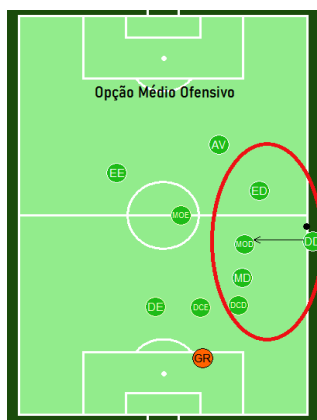 Opção Médio Ofensivo
AV
EE
ED
MOE
MOD
DD
MD
DE
DCE
DCD
GR